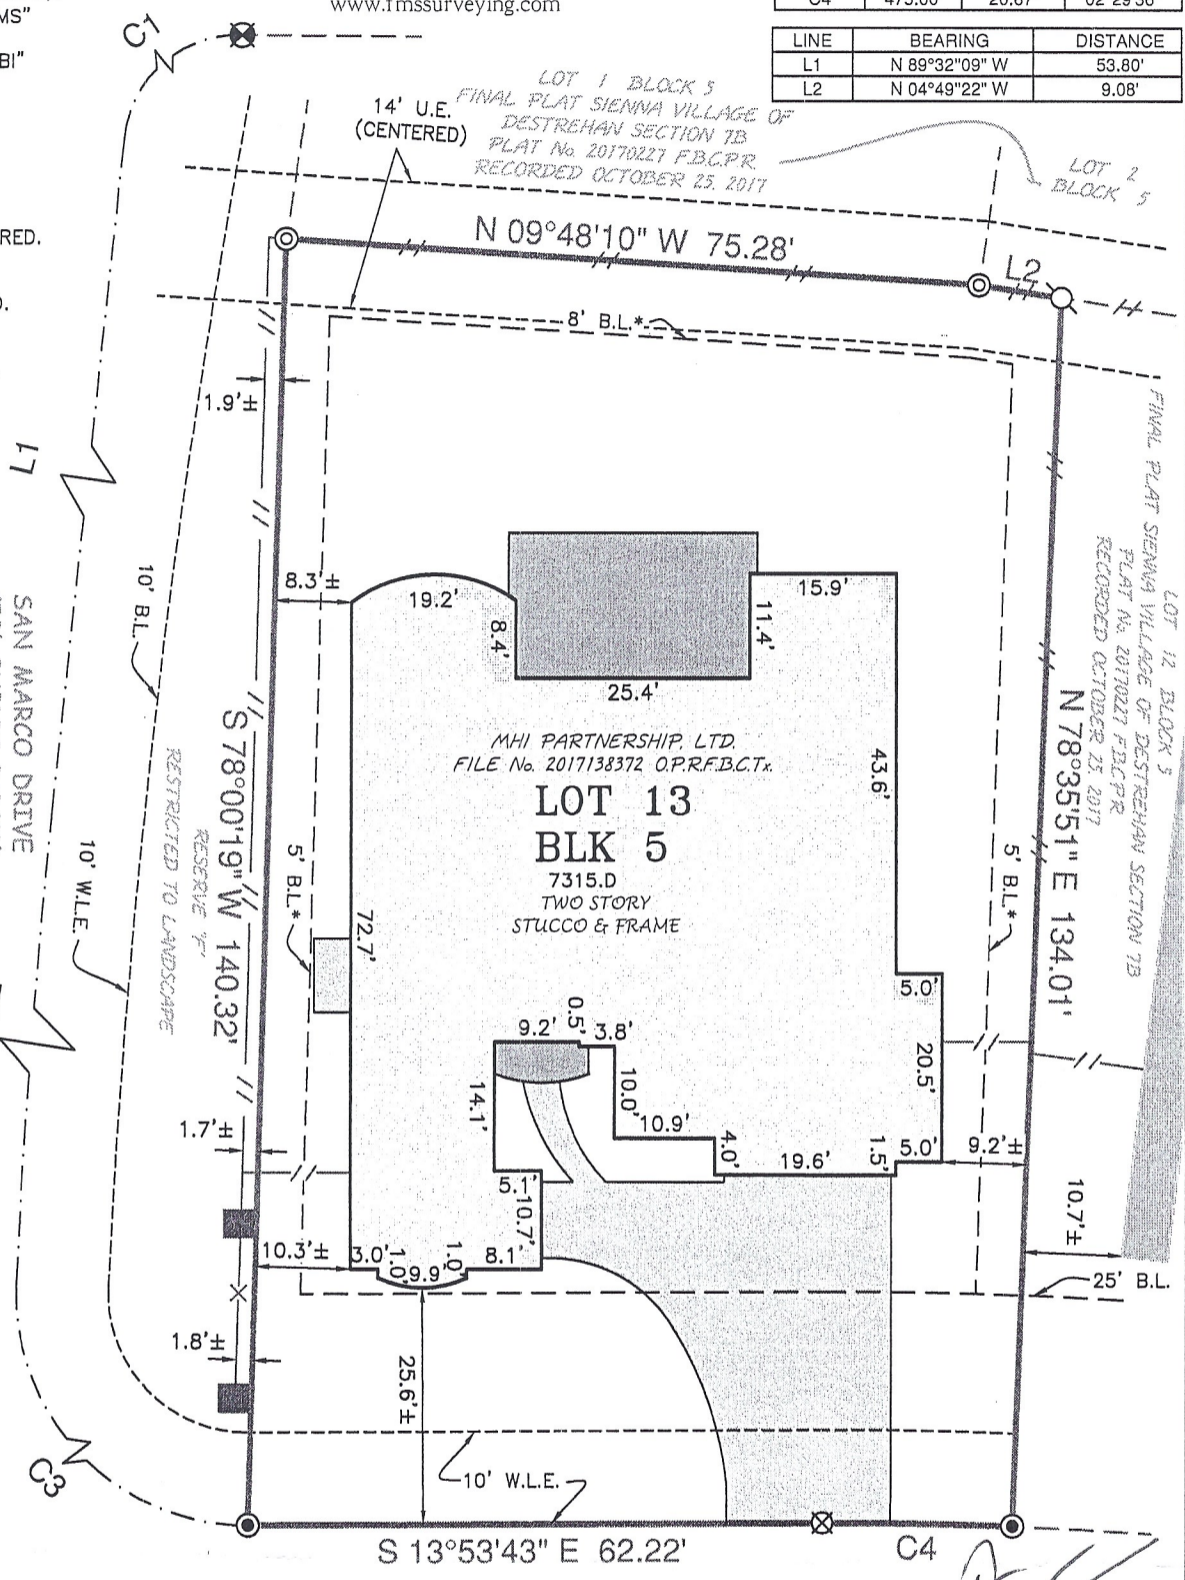 MS"
BI"
RED.
www.fmssurveying.com
C4 475.00' 20.67' 02°29'36"
LINE BEARING DISTANCE
L1 N 89°32"09" W 53.80'
L2 N 04°49"22" W 9.08'
C1
LOT 1 BLOCK 5
FINAL PLAT SIENNA VILLAGE OF
DESTREHAN SECTION 7B
PLAT No. 20170227 F.B.C.P.R.
RECORDED OCTOBER 25, 2017
14' U.E.
(CENTERED)
LOT 2
BLOCK 5
N 09°48'10" W 75.28'
L2
8' B.L.*
1.9'±
L1
FINAL PLAT SIENNA VILLAGE OF DESTREHAN SECTION 7B
LOT 12 BLOCK 5
PLAT No. 20170227 F.B.C.P.R.
RECORDED OCTOBER 25, 2017
10' B.L.
8.3'±
19.2'
8.4'
15.9'
11.4'
25.4'
SAN MARCO DRIVE
S 78°00'19" W 140.32'
RESERVE "F"
RESTRICTED TO LANDSCAPE
MHI PARTNERSHIP, LTD.
FILE No. 2017138372 O.P.R.F.B.C.Tx.
LOT 13
BLK 5
7315.D
TWO STORY
STUCCO & FRAME
43.6'
N 78°35'51" E 134.01'
10' W.L.E.
5' B.L.*
5' B.L.*
72.7'
5.0'
9.2'
0.5'
3.8'
20.5'
14.1'
10.0'
10.9'
4.0'
19.6'
1.5'
5.0'
9.2'±
1.7'±
5.1'
10.7'
10.7'±
10.3'±
3.0'
1.0'
9.9'
1.0'
8.1'
25' B.L.
1.8'±
25.6'±
C3
10' W.L.E.
S 13°53'43" E 62.22'
C4